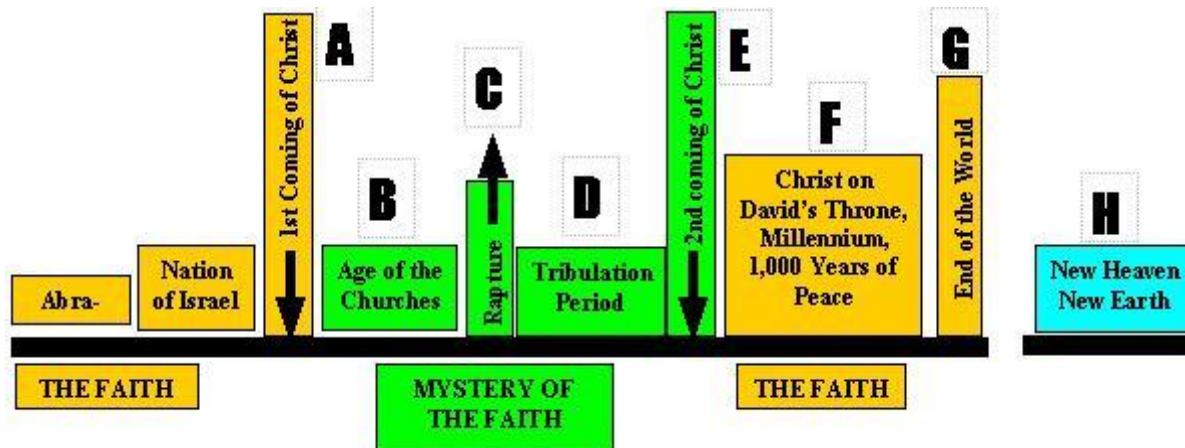 A
B
C
D
E
F
G
H
Abra-
Nation
of Israel
1st Coming of Christ
Age of the
Churches
Rapture
Tribulation
Period
2nd coming of Christ
Christ on
David's Throne,
Millennium,
1,000 Years of
Peace
End of the World
New Heaven
New Earth
THE FAITH
MYSTERY OF
THE FAITH
THE FAITH